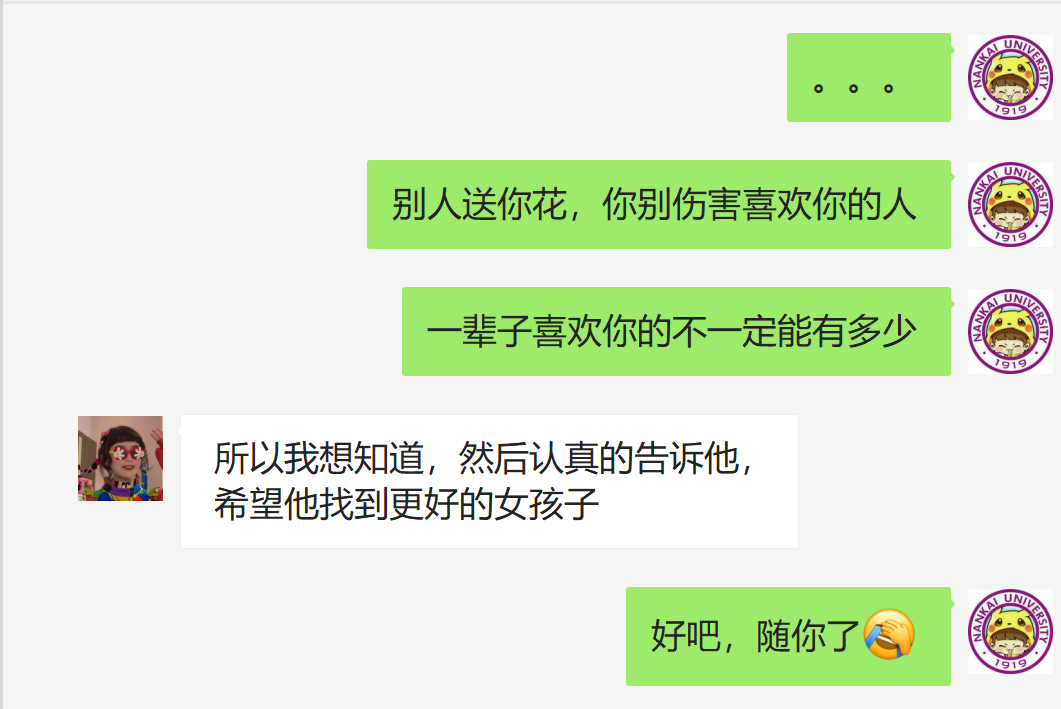 。。。
NANKAI UNIVERSITY
1919
别人送你花，你别伤害喜欢你的人
NANKAI UNIVERSITY
1919
一辈子喜欢你的不一定能有多少
NANKAI UNIVERSITY
1919
所以我想知道，然后认真的告诉他，
希望他找到更好的女孩子
好吧，随你了🤦
NANKAI UNIVERSITY
1919